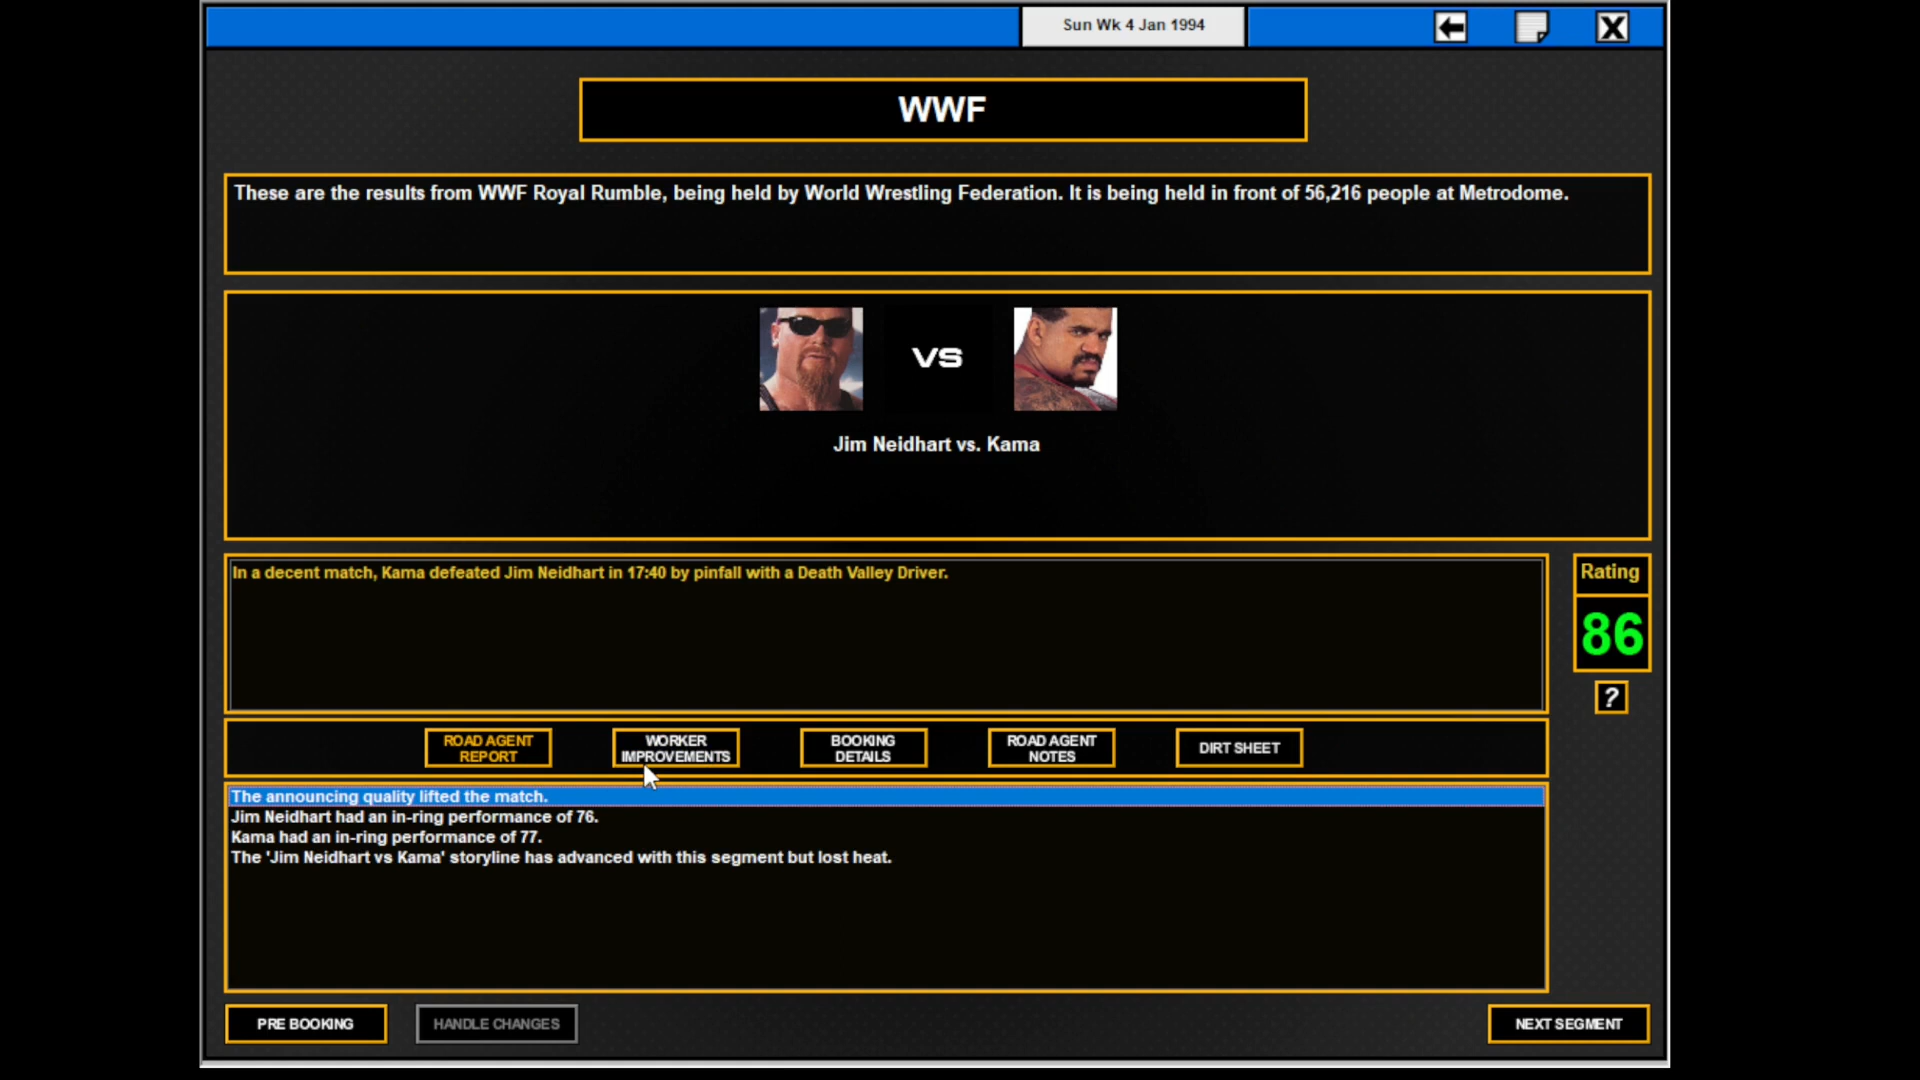 Sun Wk 4 Jan 1994
X
WWF
These are the results from WWF Royal Rumble, being held by World Wrestling Federation. It is being held in front of 56,216 people at Metrodome.
VS
Jim Neidhart vs. Kama
In a decent match, Kama defeated Jim Neidhart in 17:40 by pinfall with a Death Valley Driver.
Rating
86
?
ROAD AGENT
REPORT
WORKER
IMPROVEMENTS
BOOKING
DETAILS
ROAD AGENT
NOTES
DIRT SHEET
The announcing quality lifted the match.
Jim Neidhart had an in-ring performance of 76.
Kama had an in-ring performance of 77.
The 'Jim Neidhart vs Kama' storyline has advanced with this segment but lost heat.
PRE BOOKING
HANDLE CHANGES
NEXT SEGMENT